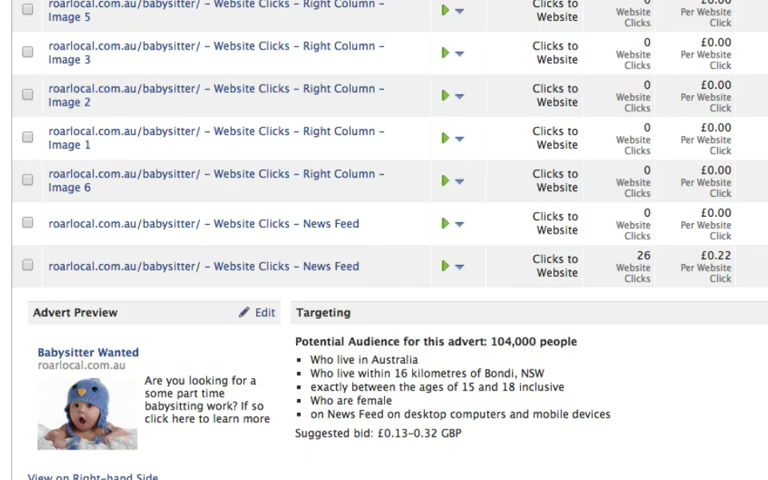 roarlocal.com.au/babysitter/ - Website Clicks - Right Column -
Image 5
Clicks to
Website
0
Website
Clicks
£0.00
Per Website
Click
roarlocal.com.au/babysitter/ - Website Clicks - Right Column -
Image 3
Clicks to
Website
0
Website
Clicks
£0.00
Per Website
Click
roarlocal.com.au/babysitter/ - Website Clicks - Right Column -
Image 2
Clicks to
Website
0
Website
Clicks
£0.00
Per Website
Click
roarlocal.com.au/babysitter/ - Website Clicks - Right Column -
Image 1
Clicks to
Website
0
Website
Clicks
£0.00
Per Website
Click
roarlocal.com.au/babysitter/ - Website Clicks - Right Column -
Image 6
Clicks to
Website
0
Website
Clicks
£0.00
Per Website
Click
roarlocal.com.au/babysitter/ - Website Clicks - News Feed
Clicks to
Website
0
Website
Clicks
£0.00
Per Website
Click
roarlocal.com.au/babysitter/ - Website Clicks - News Feed
Clicks to
Website
26
Website
Clicks
£0.22
Per Website
Click
Advert Preview
Edit
Babysitter Wanted
roarlocal.com.au
Are you looking for a
some part time
babysitting work? If so
click here to learn more
View on Right-hand Side
Targeting
Potential Audience for this advert: 104,000 people
Who live in Australia
Who live within 16 kilometres of Bondi, NSW
exactly between the ages of 15 and 18 inclusive
Who are female
on News Feed on desktop computers and mobile devices
Suggested bid: £0.13–0.32 GBP